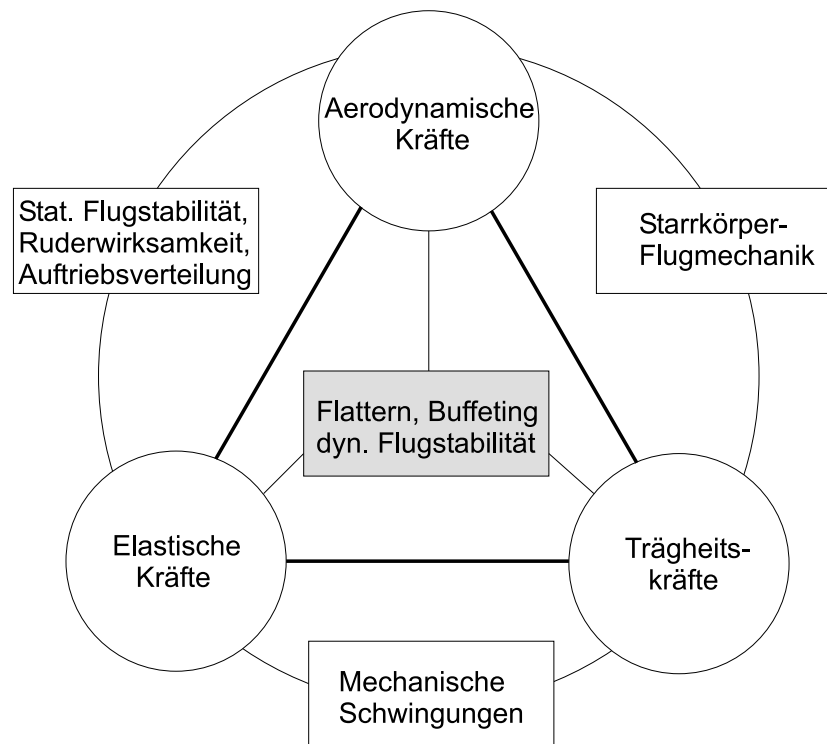 Aerodynamische
Kräfte
Stat. Flugstabilität,
Ruderwirksamkeit,
Auftriebsverteilung
Starrkörper-
Flugmechanik
Flattern, Buffeting
dyn. Flugstabilität
Elastische
Kräfte
Trägheits-
kräfte
Mechanische
Schwingungen